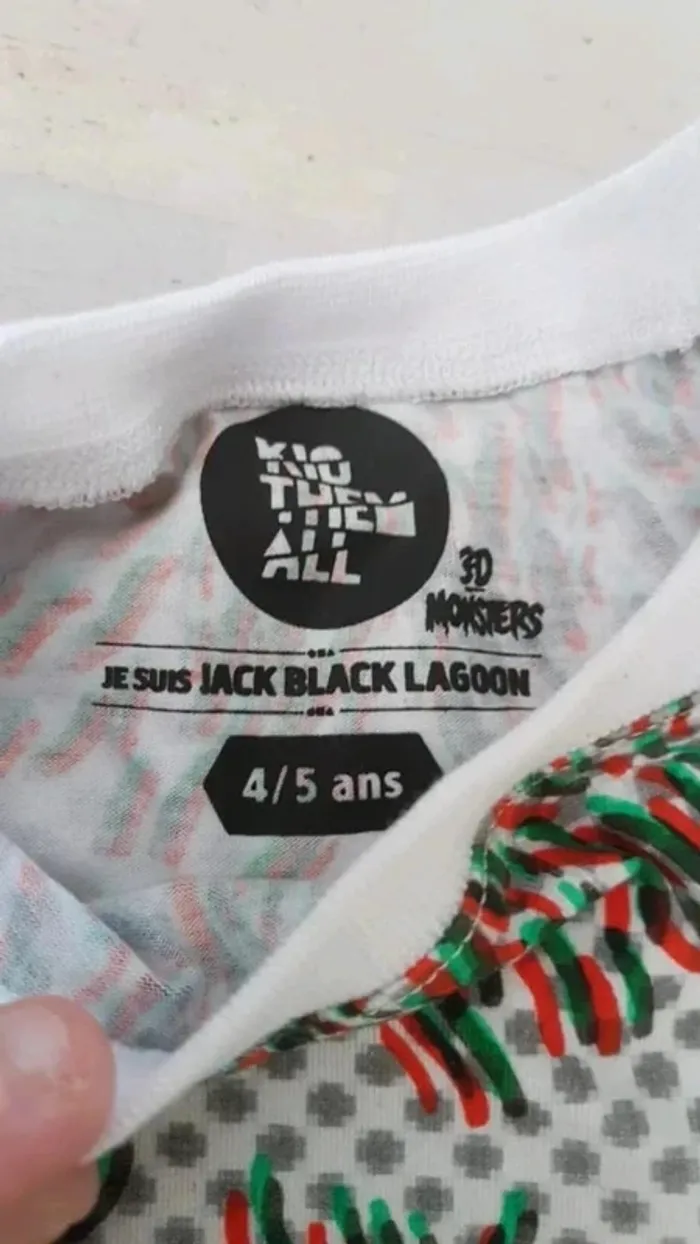 KID
THEM
ALL
3D
MONSTERS
JE SUIS JACK BLACK LAGOON
4/5 ans